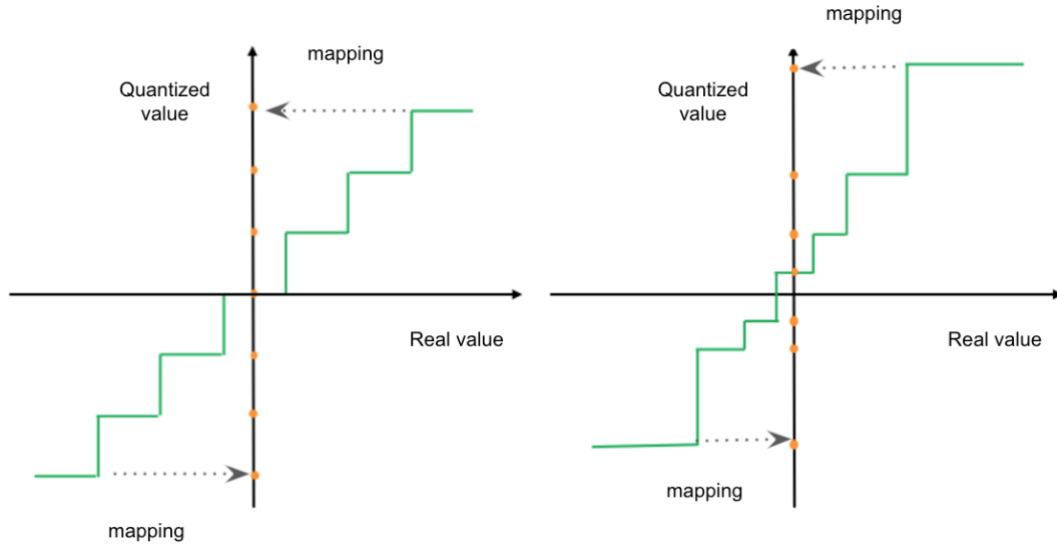 mapping
Quantized
value
Real value
mapping
mapping
Quantized
value
Real value
mapping